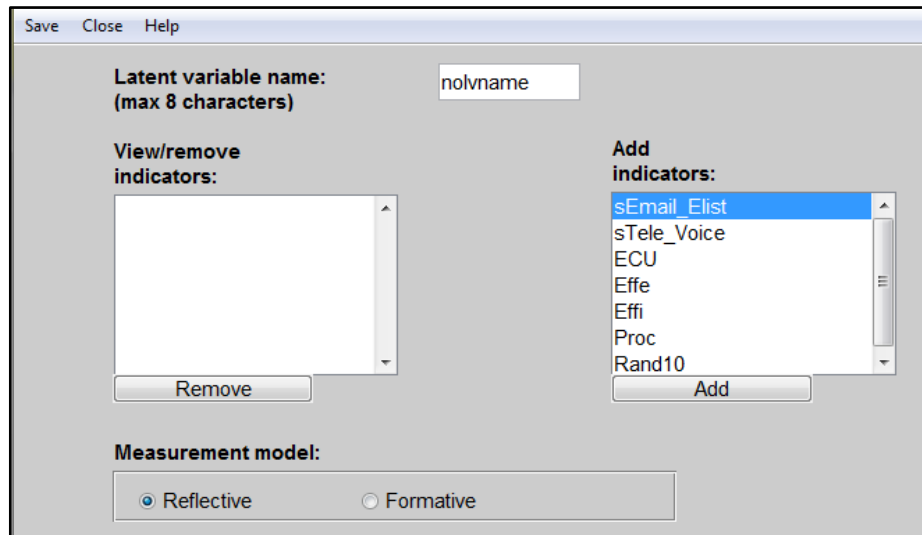 Save Close Help
Latent variable name:
(max 8 characters)
nolvname
View/remove
indicators:
Remove
Add
indicators:
sEmail_Elist
sTele_Voice
ECU
Effe
Effi
Proc
Rand10
Add
Measurement model:
Reflective Formative